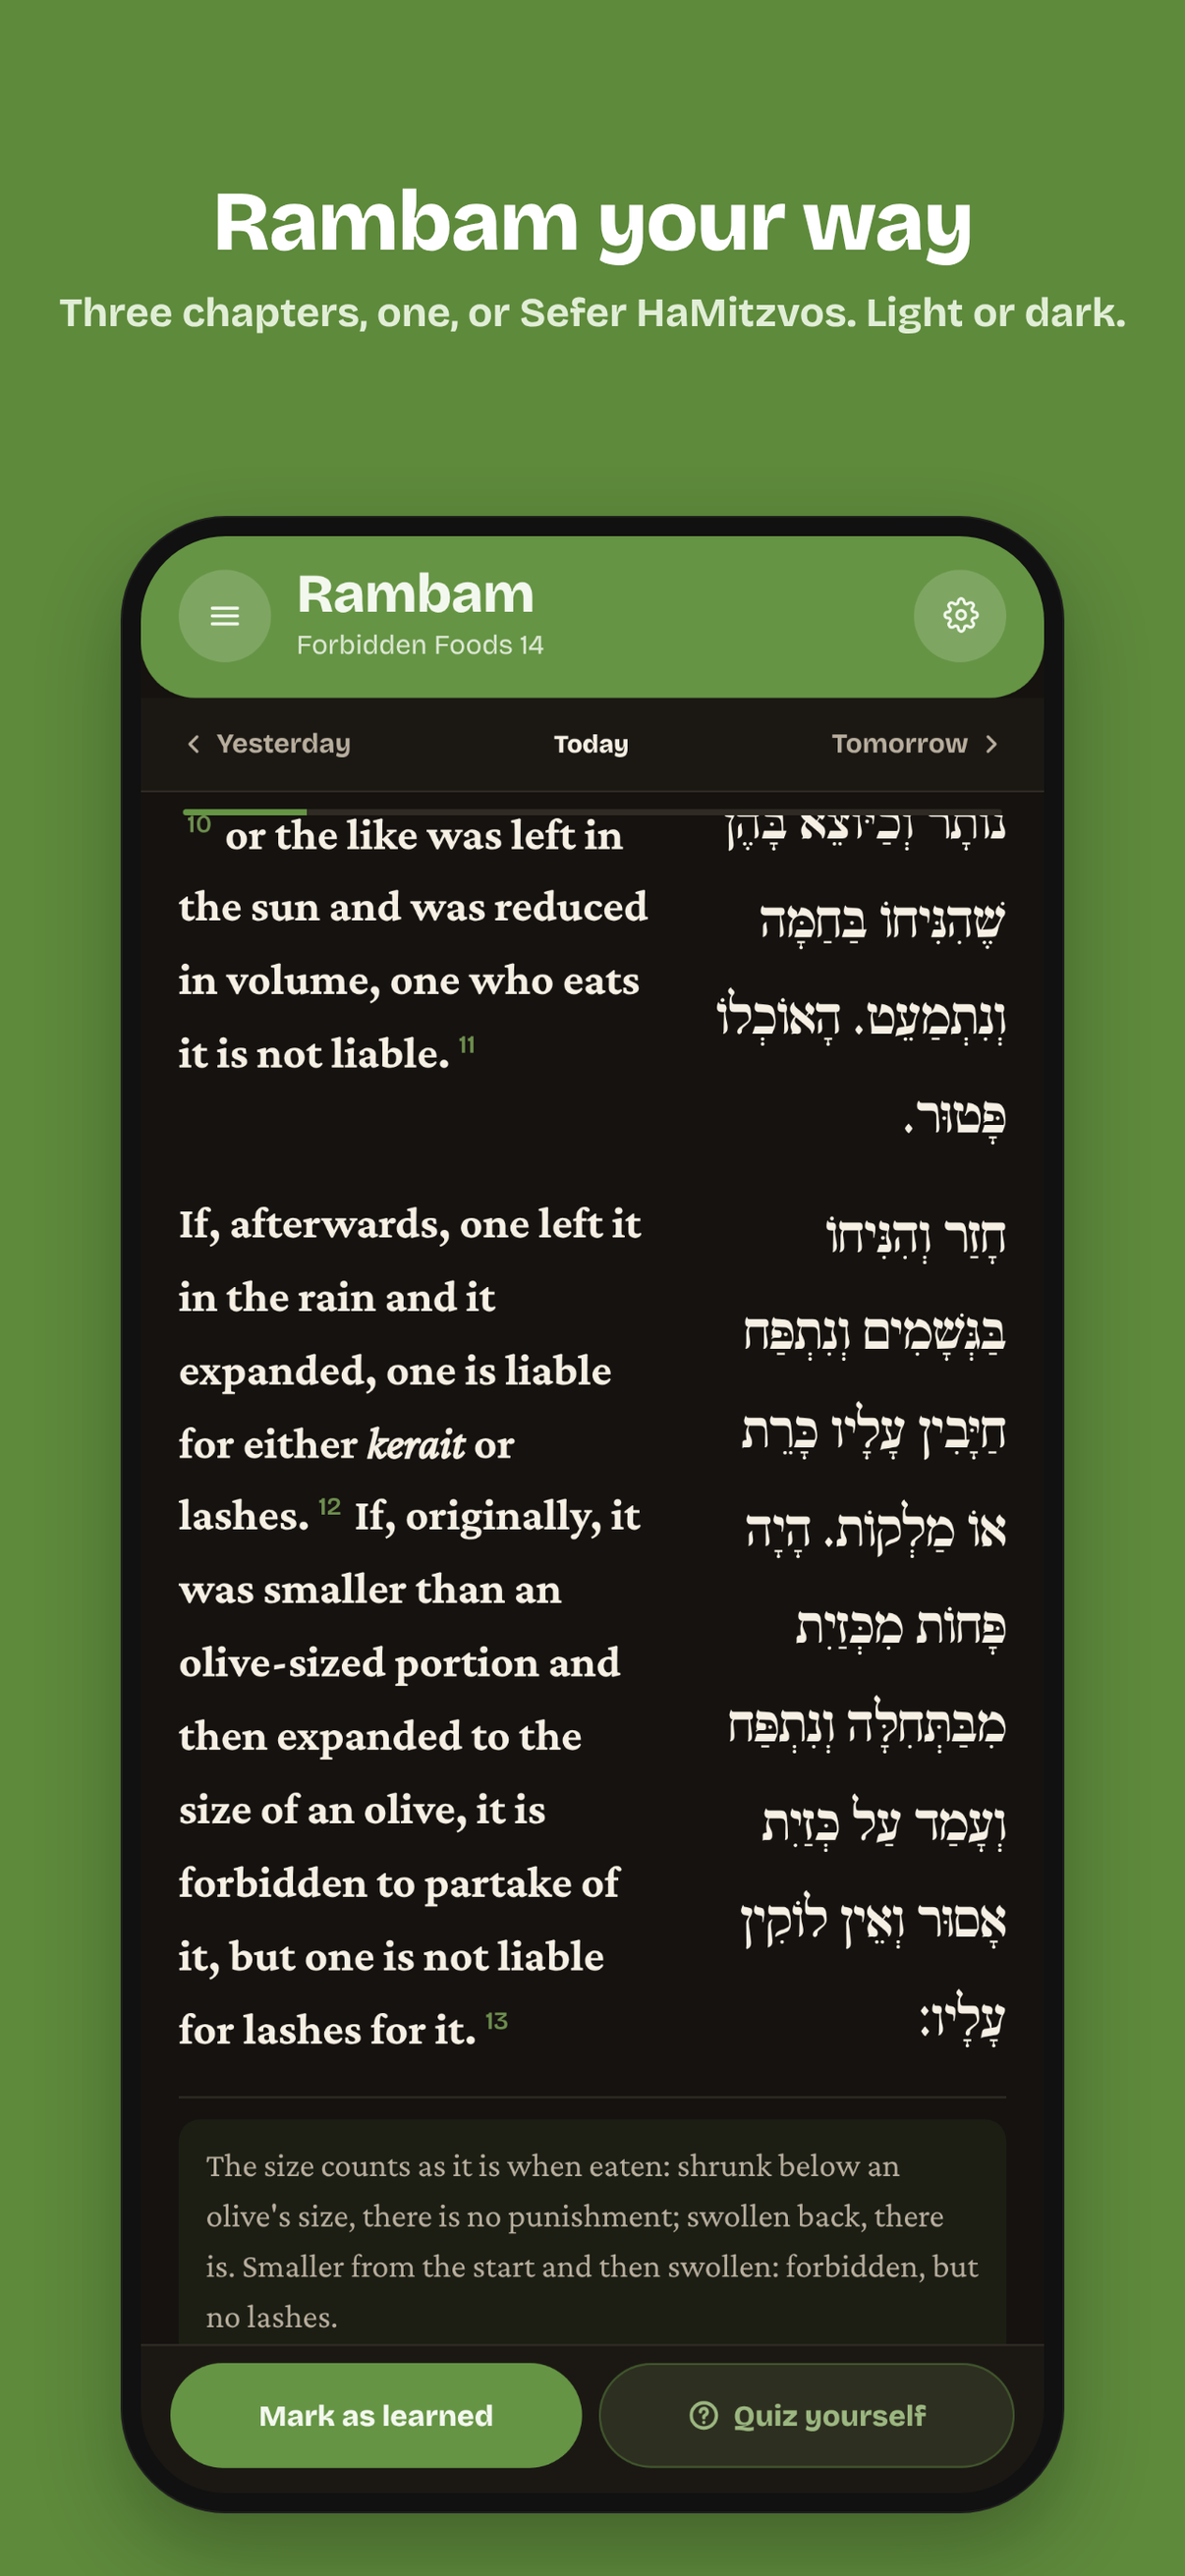 Rambam your way
Three chapters, one, or Sefer HaMitzvos. Light or dark.
Rambam
Forbidden Foods 14
Yesterday
Today
Tomorrow
10 or the like was left in
the sun and was reduced
in volume, one who eats
it is not liable. 11
נוֹתָר וְכַיּוֹצֵא בָּהֶן
שֶׁהִנִּיחוֹ בַּחַמָּה
וְנִתְמַעֵט. הָאוֹכְלוֹ
פָּטוּר.
If, afterwards, one left it
in the rain and it
expanded, one is liable
for either kerait or
lashes. 12 If, originally, it
was smaller than an
olive-sized portion and
then expanded to the
size of an olive, it is
forbidden to partake of
it, but one is not liable
for lashes for it. 13
חָזַר וְהִנִּיחוֹ
בַּגְּשָׁמִים וְנִתְפַּח
חַיָּבִין עָלָיו כָּרֵת
אוֹ מַלְקוֹת. הָיָה
פָּחוֹת מִכְּזַיִת
מִבַּתְּחִלָּה וְנִתְפַּח
וְעָמַד עַל כְּזַיִת
אָסוּר וְאֵין לוֹקִין
עָלָיו:
The size counts as it is when eaten: shrunk below an
olive's size, there is no punishment; swollen back, there
is. Smaller from the start and then swollen: forbidden, but
no lashes.
Mark as learned
Quiz yourself